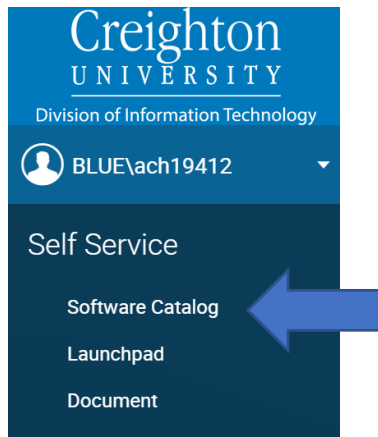 Creighton
UNIVERSITY
Division of Information Technology
BLUE\ach19412
Self Service
Software Catalog
Launchpad
Document